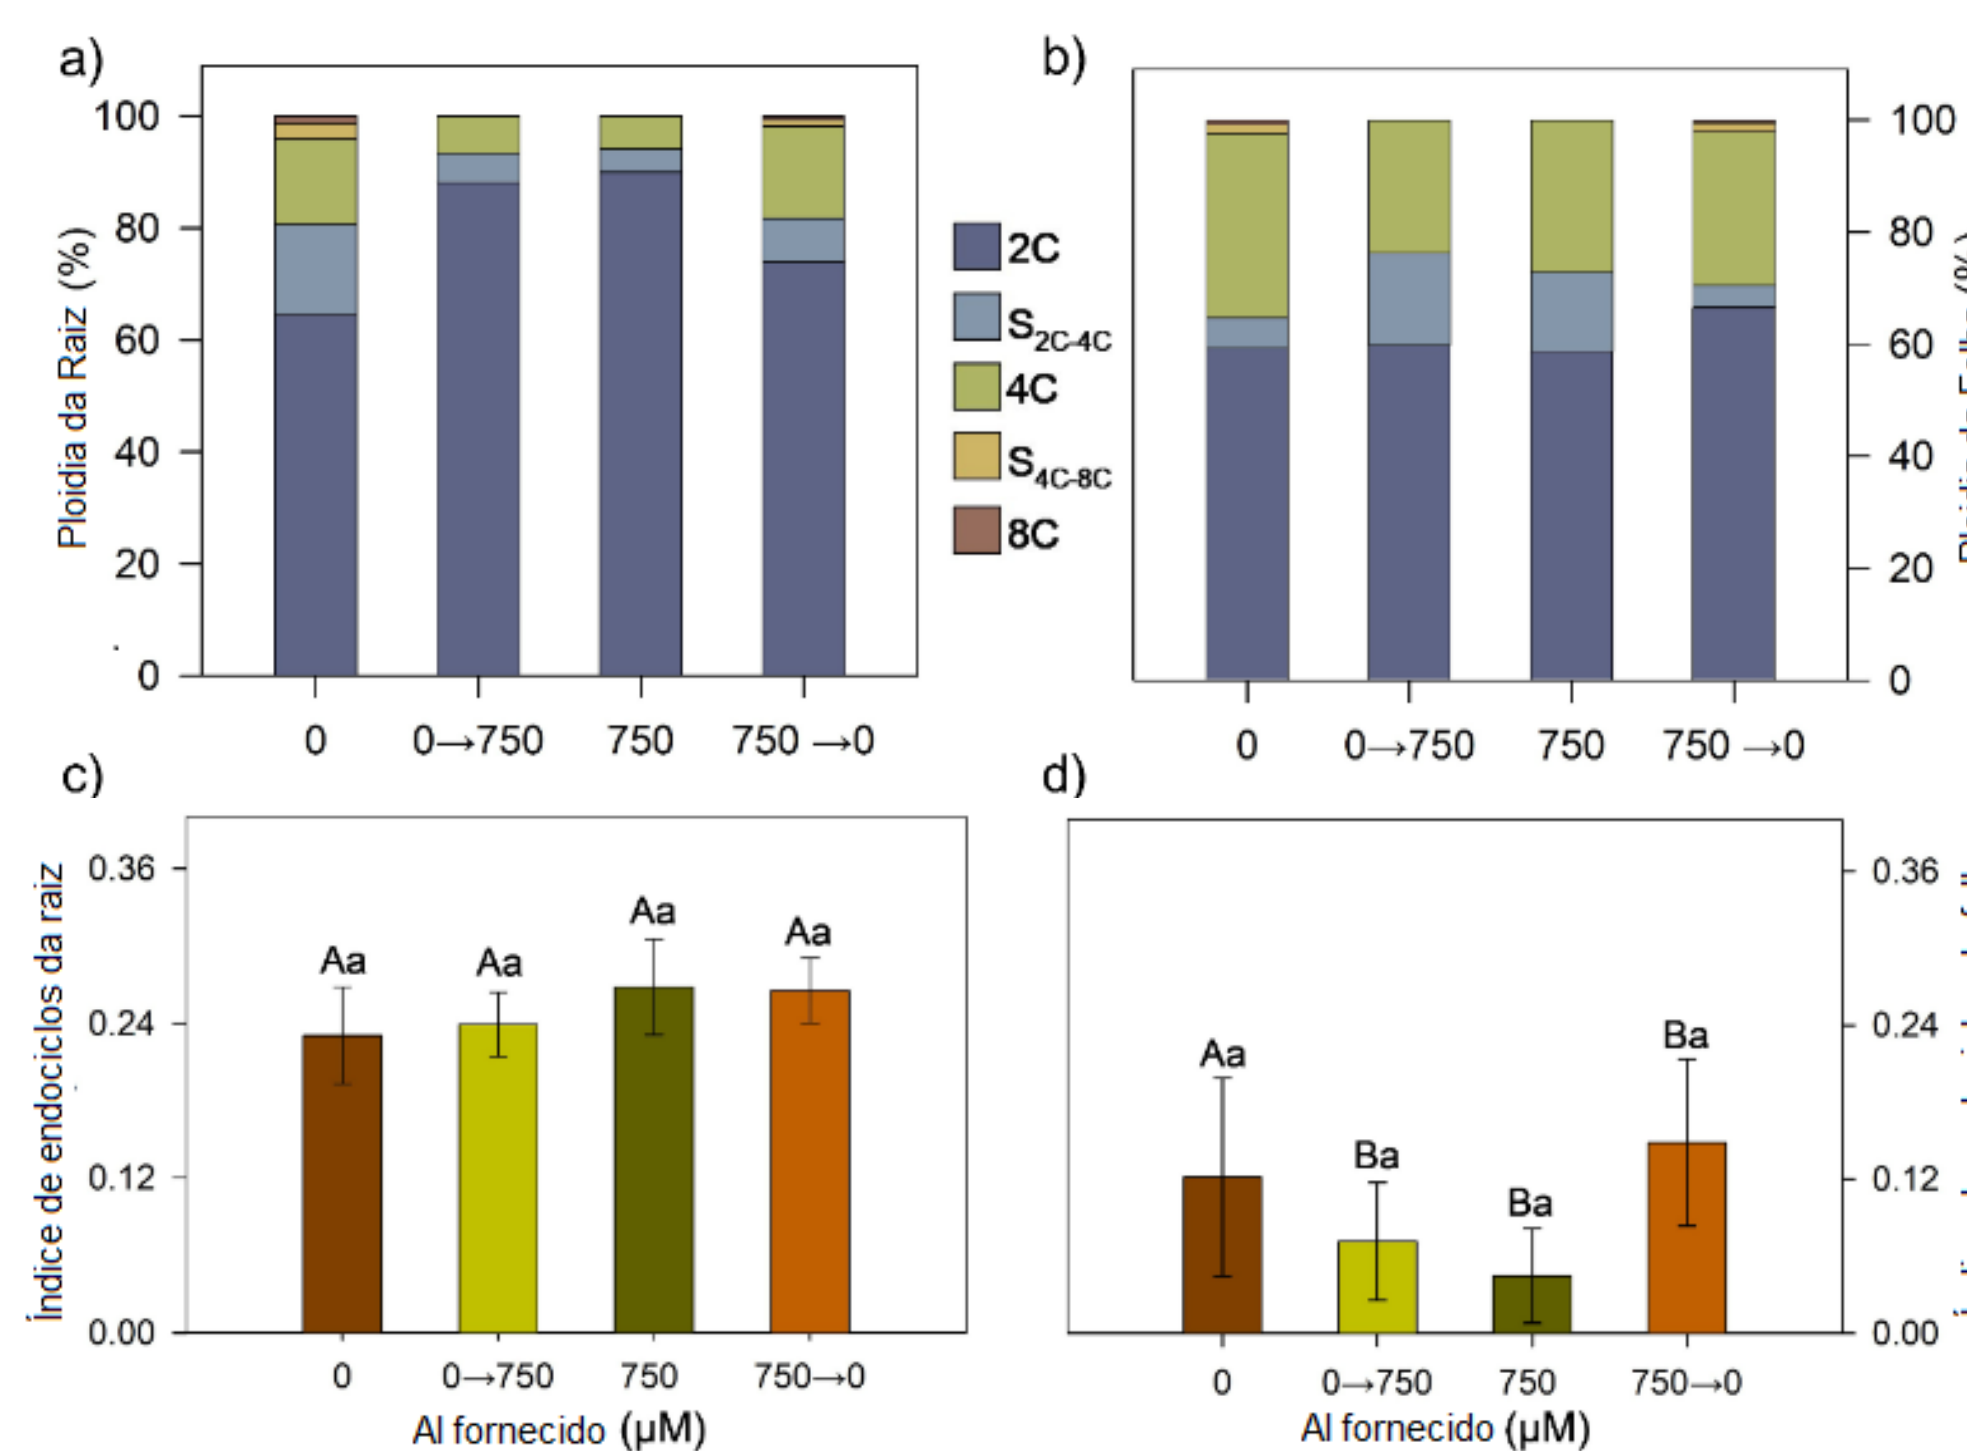 a)
Ploidia da Raiz (%)
100
80
60
40
20
0
0
0→750
750
750 →0
2C
S2C-4C
4C
S4C-8C
8C
b)
100
80
60
40
20
0
0
0→750
750
750 →0
c)
Índice de endociclos da raiz
0.36
0.24
0.12
0.00
Aa
Aa
Aa
Aa
0
0→750
750
750→0
Al fornecido (µM)
d)
0.36
0.24
0.12
0.00
Aa
Ba
Ba
Ba
0
0→750
750
750→0
Al fornecido (µM)